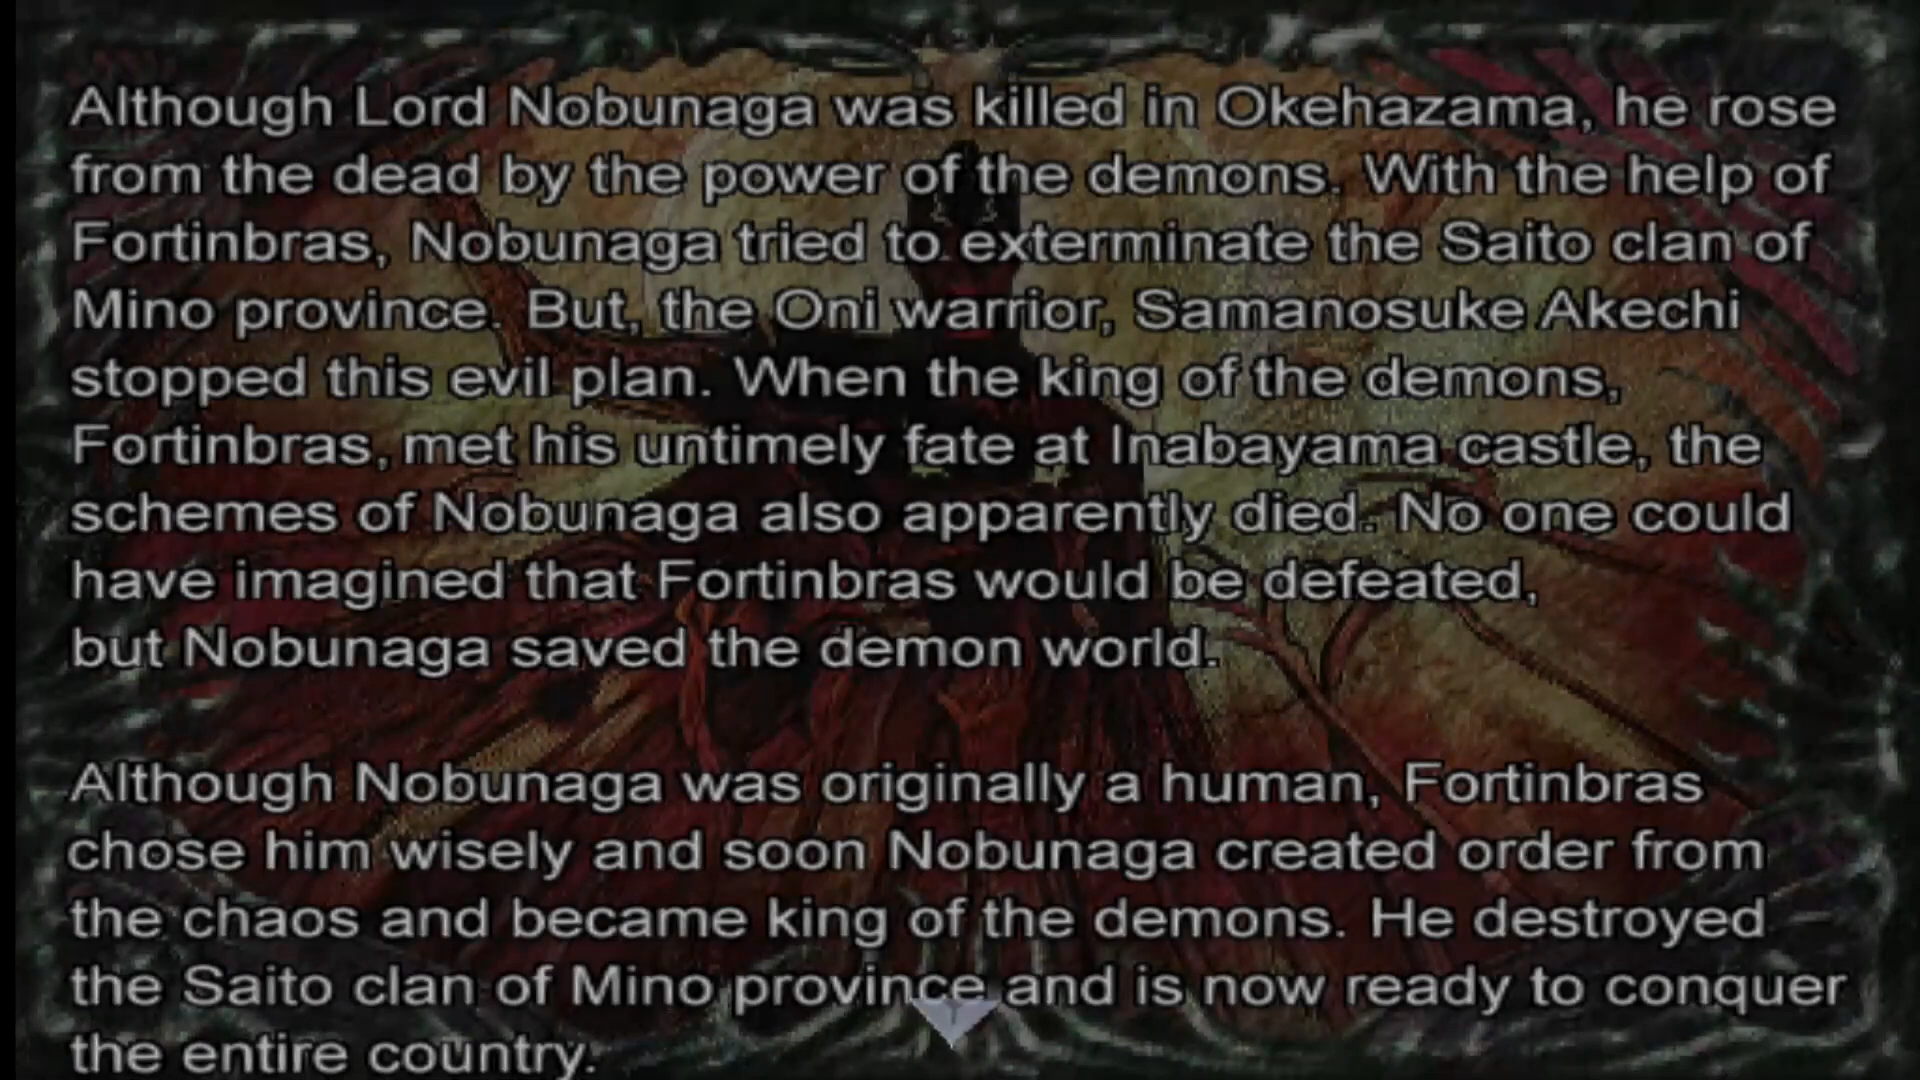 Although Lord Nobunaga was killed in Okehazama, he rose
from the dead by the power of the demons. With the help of
Fortinbras, Nobunaga tried to exterminate the Saito clan of
Mino province. But, the Oni warrior, Samanosuke Akechi
stopped this evil plan. When the king of the demons,
Fortinbras, met his untimely fate at Inabayama castle, the
schemes of Nobunaga also apparently died. No one could
have imagined that Fortinbras would be defeated,
but Nobunaga saved the demon world.
Although Nobunaga was originally a human, Fortinbras
chose him wisely and soon Nobunaga created order from
the chaos and became king of the demons. He destroyed
the Saito clan of Mino province and is now ready to conquer
the entire country.